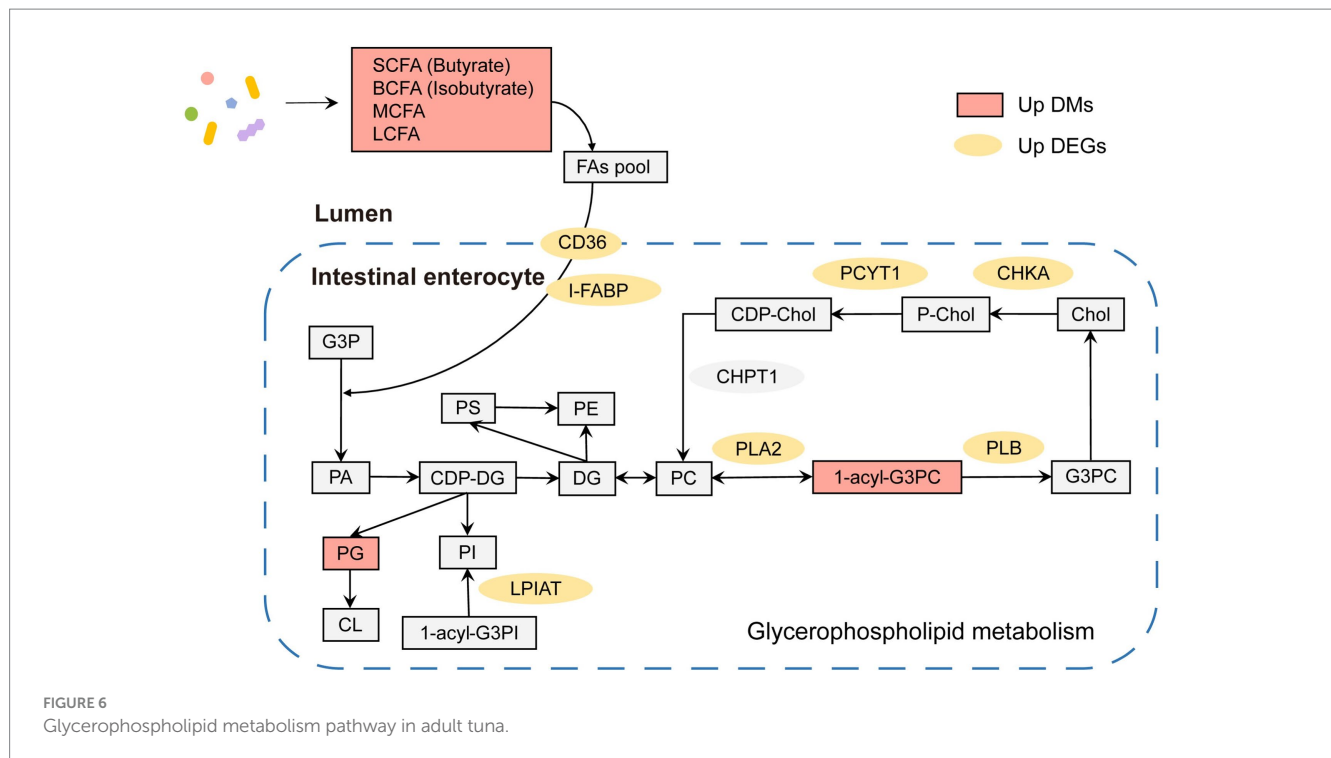 SCFA (Butyrate)
BCFA (Isobutyrate)
MCFA
LCFA
Up DMs
Up DEGs
FAs pool
Lumen
CD36
Intestinal enterocyte
I-FABP
PCYT1
CHKA
G3P
CDP-Chol
P-Chol
Chol
CHPT1
PS
PE
PLA2
PLB
PA
CDP-DG
DG
PC
1-acyl-G3PC
G3PC
PG
PI
LPIAT
CL
1-acyl-G3PI
Glycerophospholipid metabolism
FIGURE 6
Glycerophospholipid metabolism pathway in adult tuna.